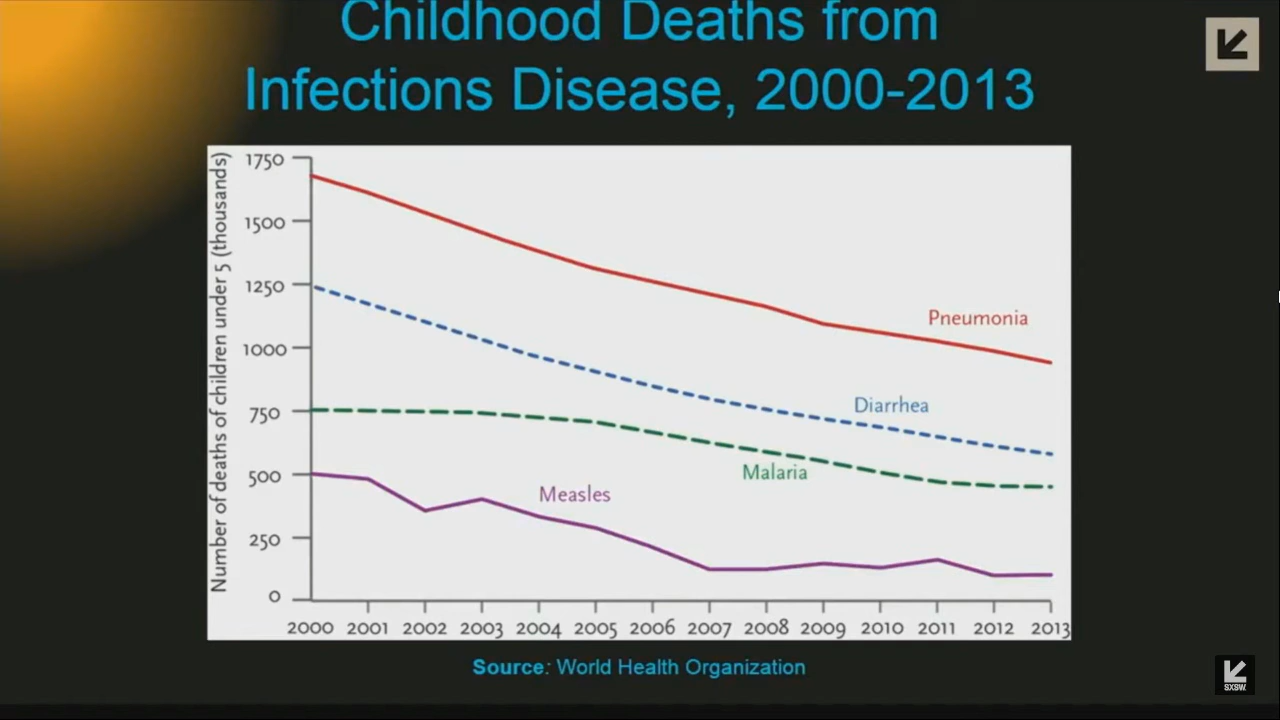 Childhood Deaths from
Infections Disease, 2000-2013
Number of deaths of children under 5 (thousands)
1750
1500
1250
1000
750
500
250
0
Pneumonia
Diarrhea
Malaria
Measles
2000 2001 2002 2003 2004 2005 2006 2007 2008 2009 2010 2011 2012 2013
Source: World Health Organization
SXSW